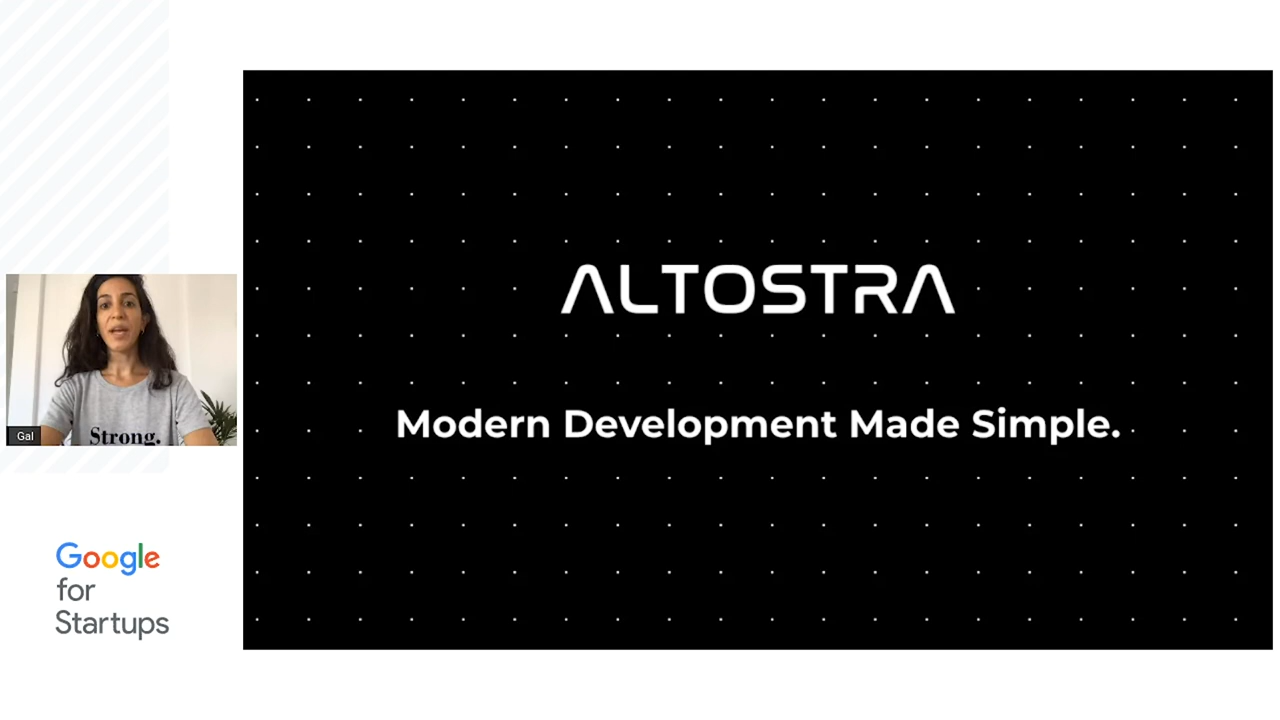 ALTOSTRA
Modern Development Made Simple.
Strong.
Gal
Google
for
Startups